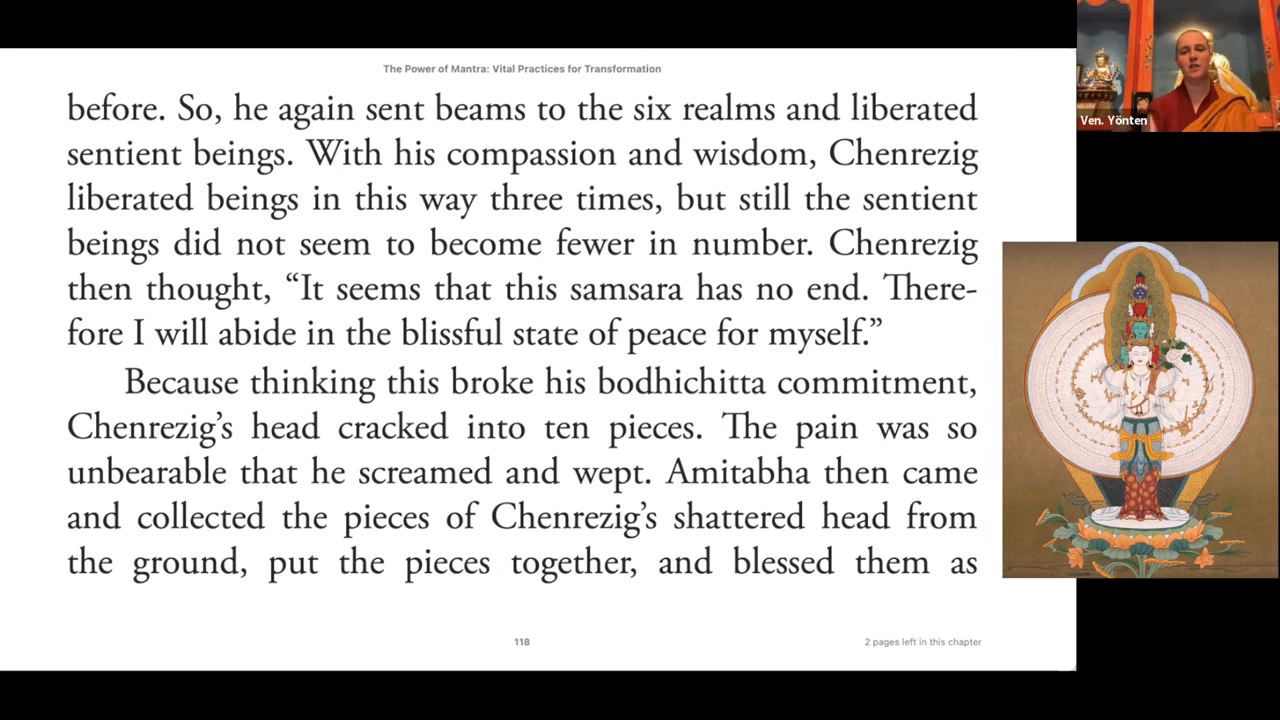 The Power of Mantra: Vital Practices for Transformation
before. So, he again sent beams to the six realms and liberated
sentient beings. With his compassion and wisdom, Chenrezig
liberated beings in this way three times, but still the sentient
beings did not seem to become fewer in number. Chenrezig
then thought, “It seems that this samsara has no end. There-
fore I will abide in the blissful state of peace for myself.”
Because thinking this broke his bodhichitta commitment,
Chenrezig’s head cracked into ten pieces. The pain was so
unbearable that he screamed and wept. Amitabha then came
and collected the pieces of Chenrezig’s shattered head from
the ground, put the pieces together, and blessed them as
118
2 pages left in this chapter
Ven. Yönten